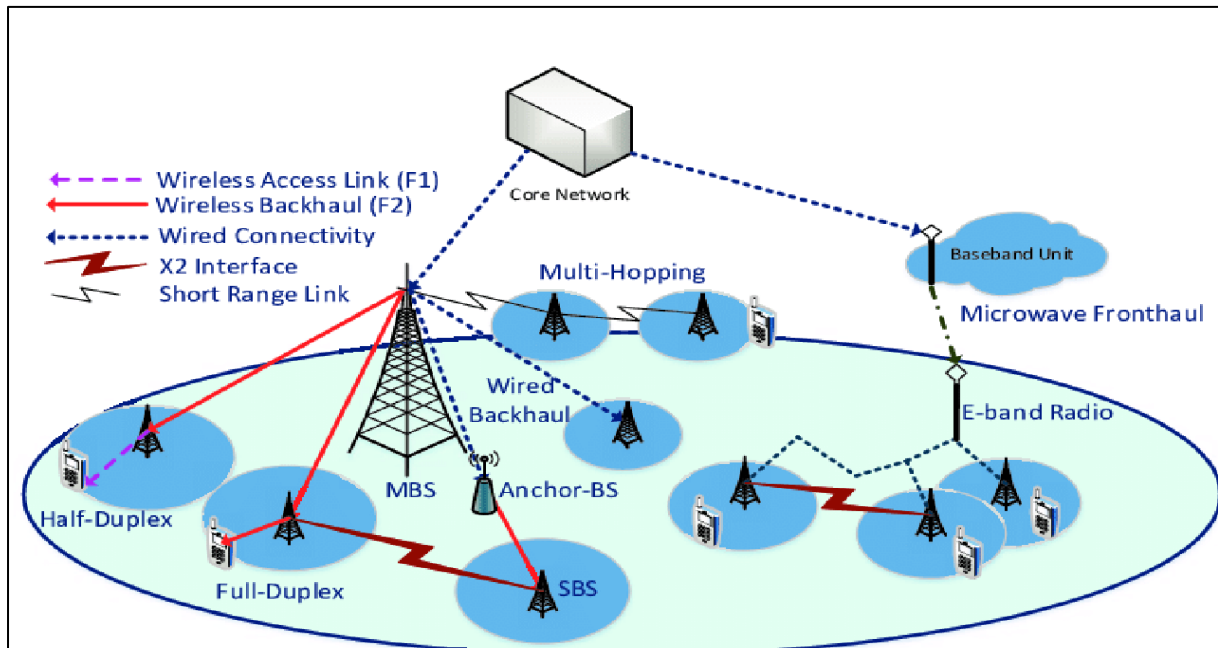 Core Network
Wireless Access Link (F1)
Wireless Backhaul (F2)
Wired Connectivity
X2 Interface
Short Range Link
Multi-Hopping
Baseband Unit
Microwave Fronthaul
Wired
Backhaul
E-band Radio
MBS
Anchor-BS
Half-Duplex
Full-Duplex
SBS